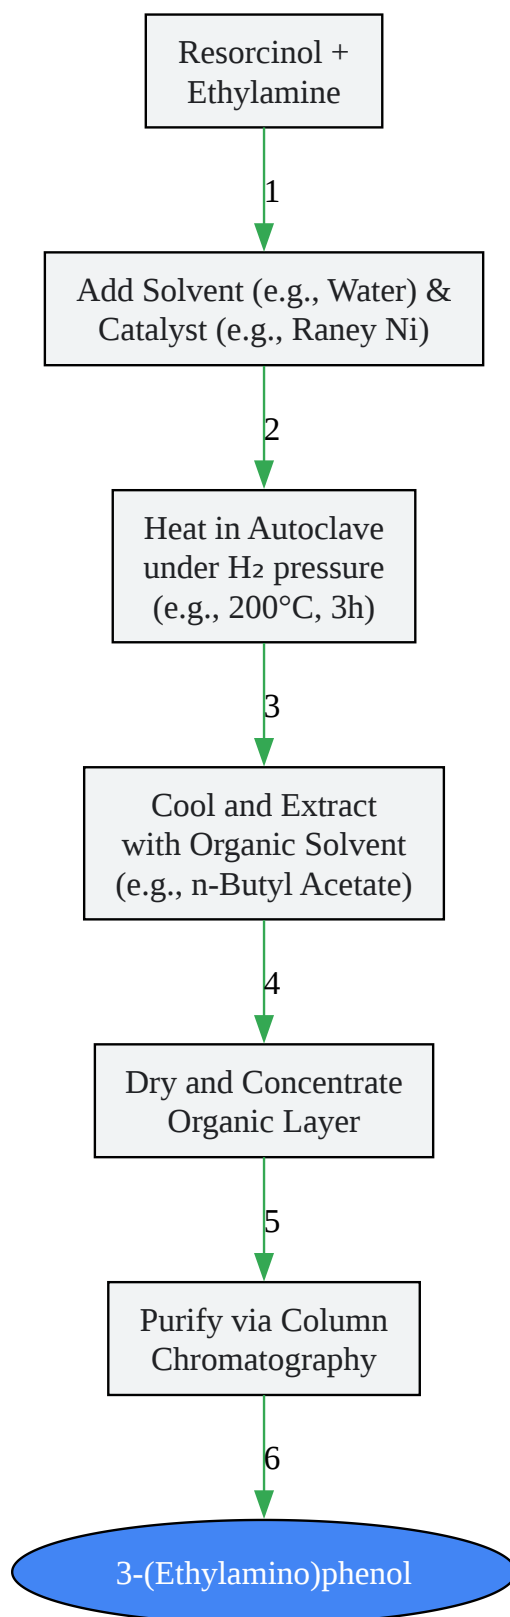 Resorcinol +
Ethylamine
1
Add Solvent (e.g., Water) &
Catalyst (e.g., Raney Ni)
2
Heat in Autoclave
under H₂ pressure
(e.g., 200°C, 3h)
3
Cool and Extract
with Organic Solvent
(e.g., n-Butyl Acetate)
4
Dry and Concentrate
Organic Layer
5
Purify via Column
Chromatography
6
3-(Ethylamino)phenol